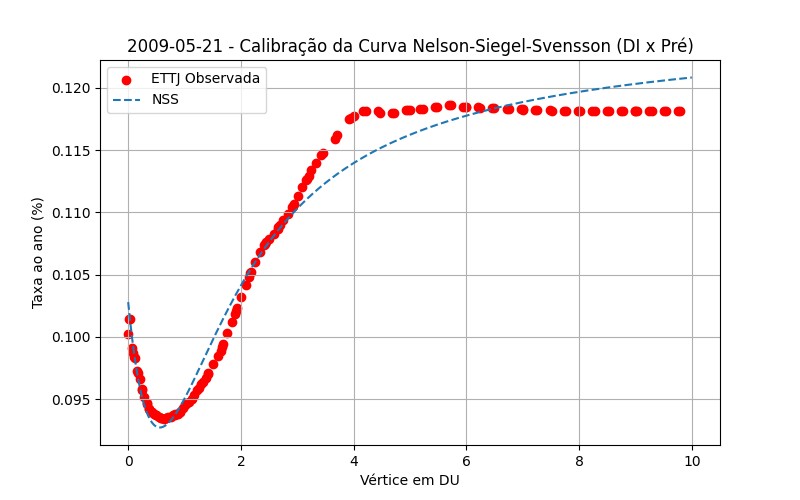 2009-05-21 - Calibração da Curva Nelson-Siegel-Svensson (DI x Pré)
ETTJ Observada
NSS
Taxa ao ano (%)
0.120
0.115
0.110
0.105
0.100
0.095
0 2 4 6 8 10
Vértice em DU